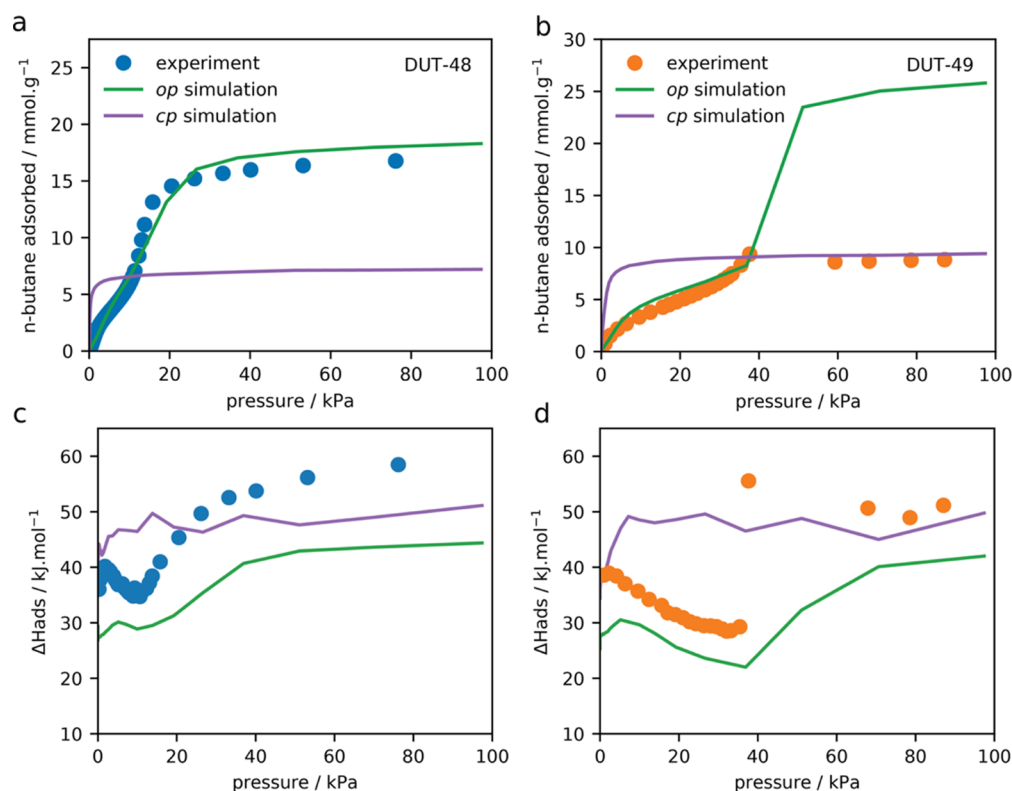 a
n-butane adsorbed / mmol.g⁻¹
25
20
15
10
5
0
experiment
op simulation
cp simulation
DUT-48
0 20 40 60 80 100
pressure / kPa
b
n-butane adsorbed / mmol.g⁻¹
30
25
20
15
10
5
0
experiment
op simulation
cp simulation
DUT-49
0 20 40 60 80 100
pressure / kPa
c
ΔHads / kJ.mol⁻¹
60
50
40
30
20
10
0 20 40 60 80 100
pressure / kPa
d
ΔHads / kJ.mol⁻¹
60
50
40
30
20
10
0 20 40 60 80 100
pressure / kPa